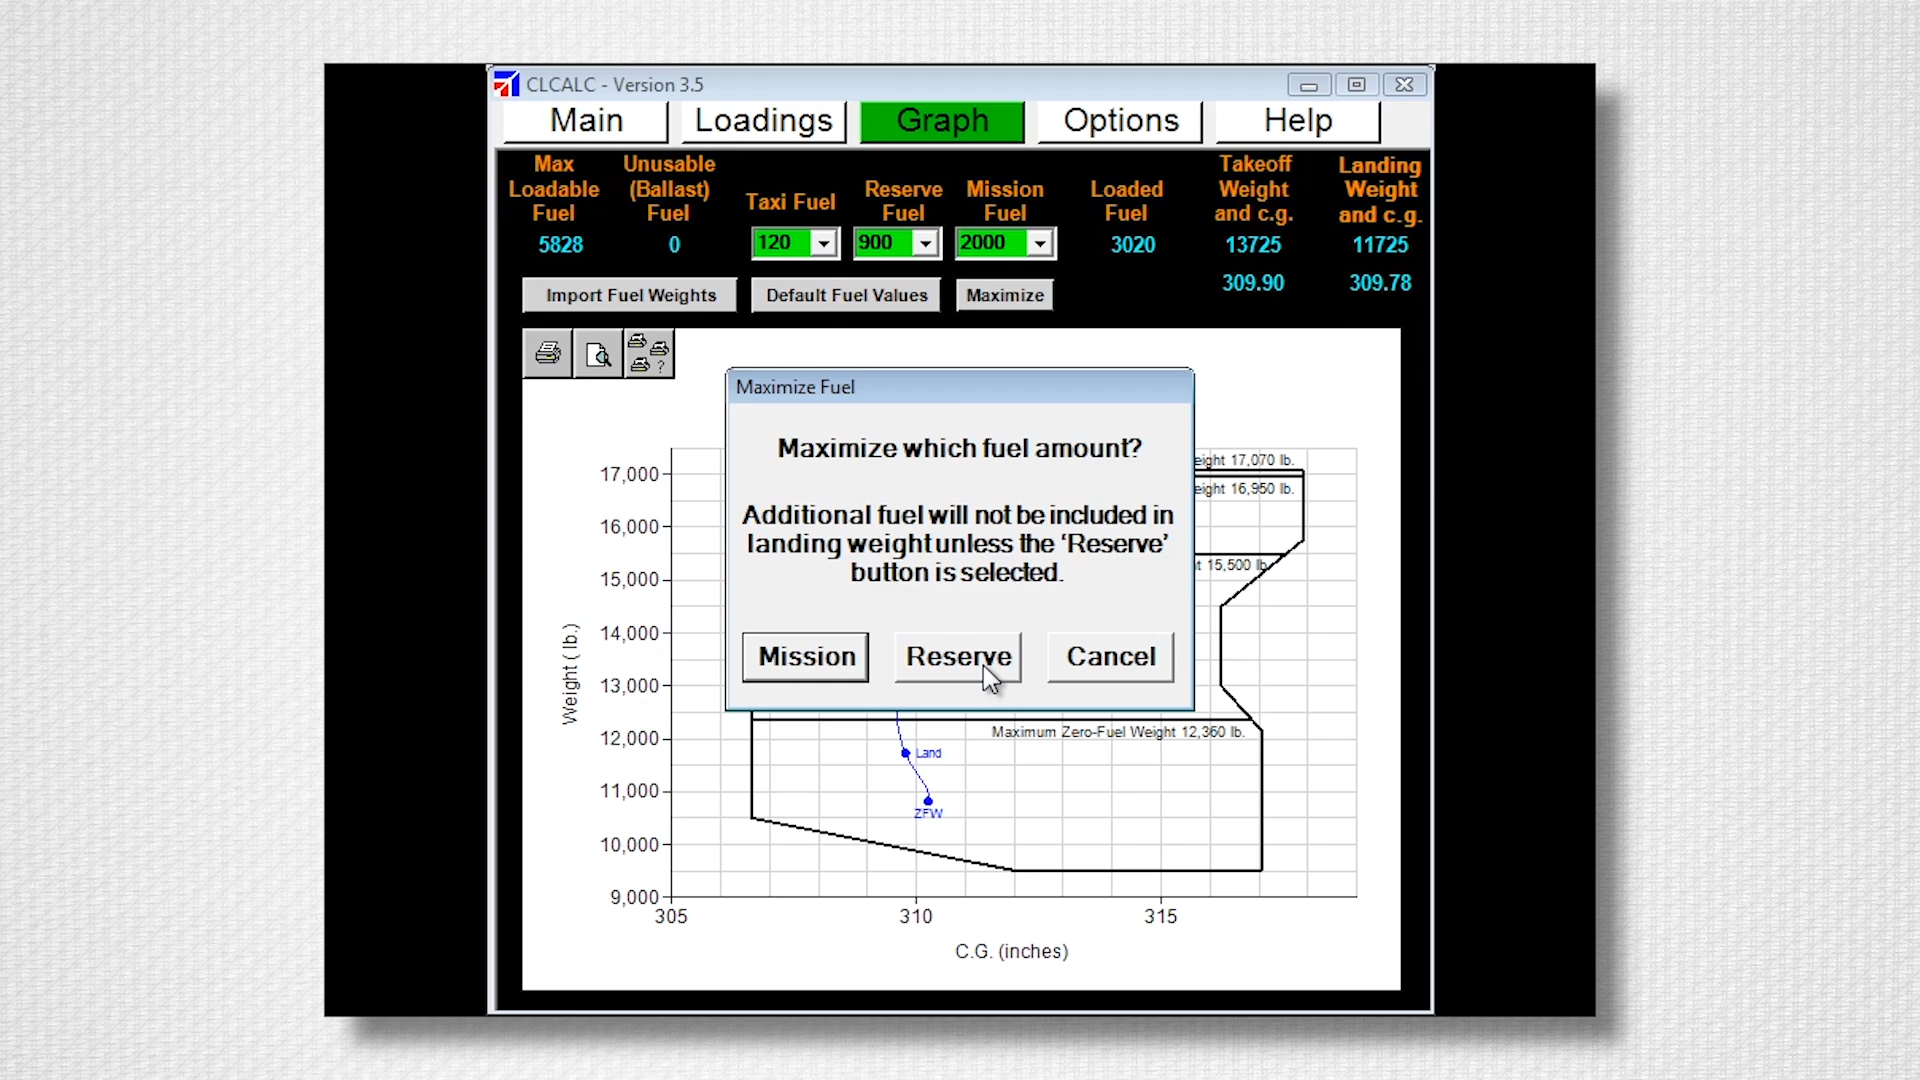 CLCALC - Version 3.5
Main Loadings Graph Options Help
Max Loadable Fuel
5828
Unusable (Ballast) Fuel
0
Taxi Fuel
120
Reserve Fuel
900
Mission Fuel
2000
Loaded Fuel
3020
Takeoff Weight and c.g.
13725
309.90
Landing Weight and c.g.
11725
309.78
Import Fuel Weights
Default Fuel Values
Maximize
?
Maximize Fuel
Maximize which fuel amount?
Additional fuel will not be included in
landing weight unless the ‘Reserve’
button is selected.
Mission Reserve Cancel
eight 17,070 lb.
eight 16,950 lb.
t 15,500 lb.
Maximum Zero-Fuel Weight 12,360 lb.
Land
ZFW
Weight ( lb.)
17,000
16,000
15,000
14,000
13,000
12,000
11,000
10,000
9,000
305 310 315
C.G. (inches)